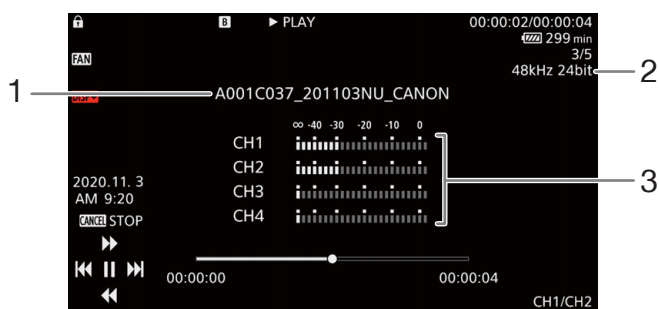 B ▶ PLAY 00:00:02/00:00:04
299 min
FAN 3/5
48kHz 24bit
2
1
DISP
A001C037_201103NU_CANON
∞ -40 -30 -20 -10 0
CH1
CH2
2020.11. 3
CH3
3
AM 9:20
CH4
CANCEL STOP
00:00:00 00:00:04
CH1/CH2